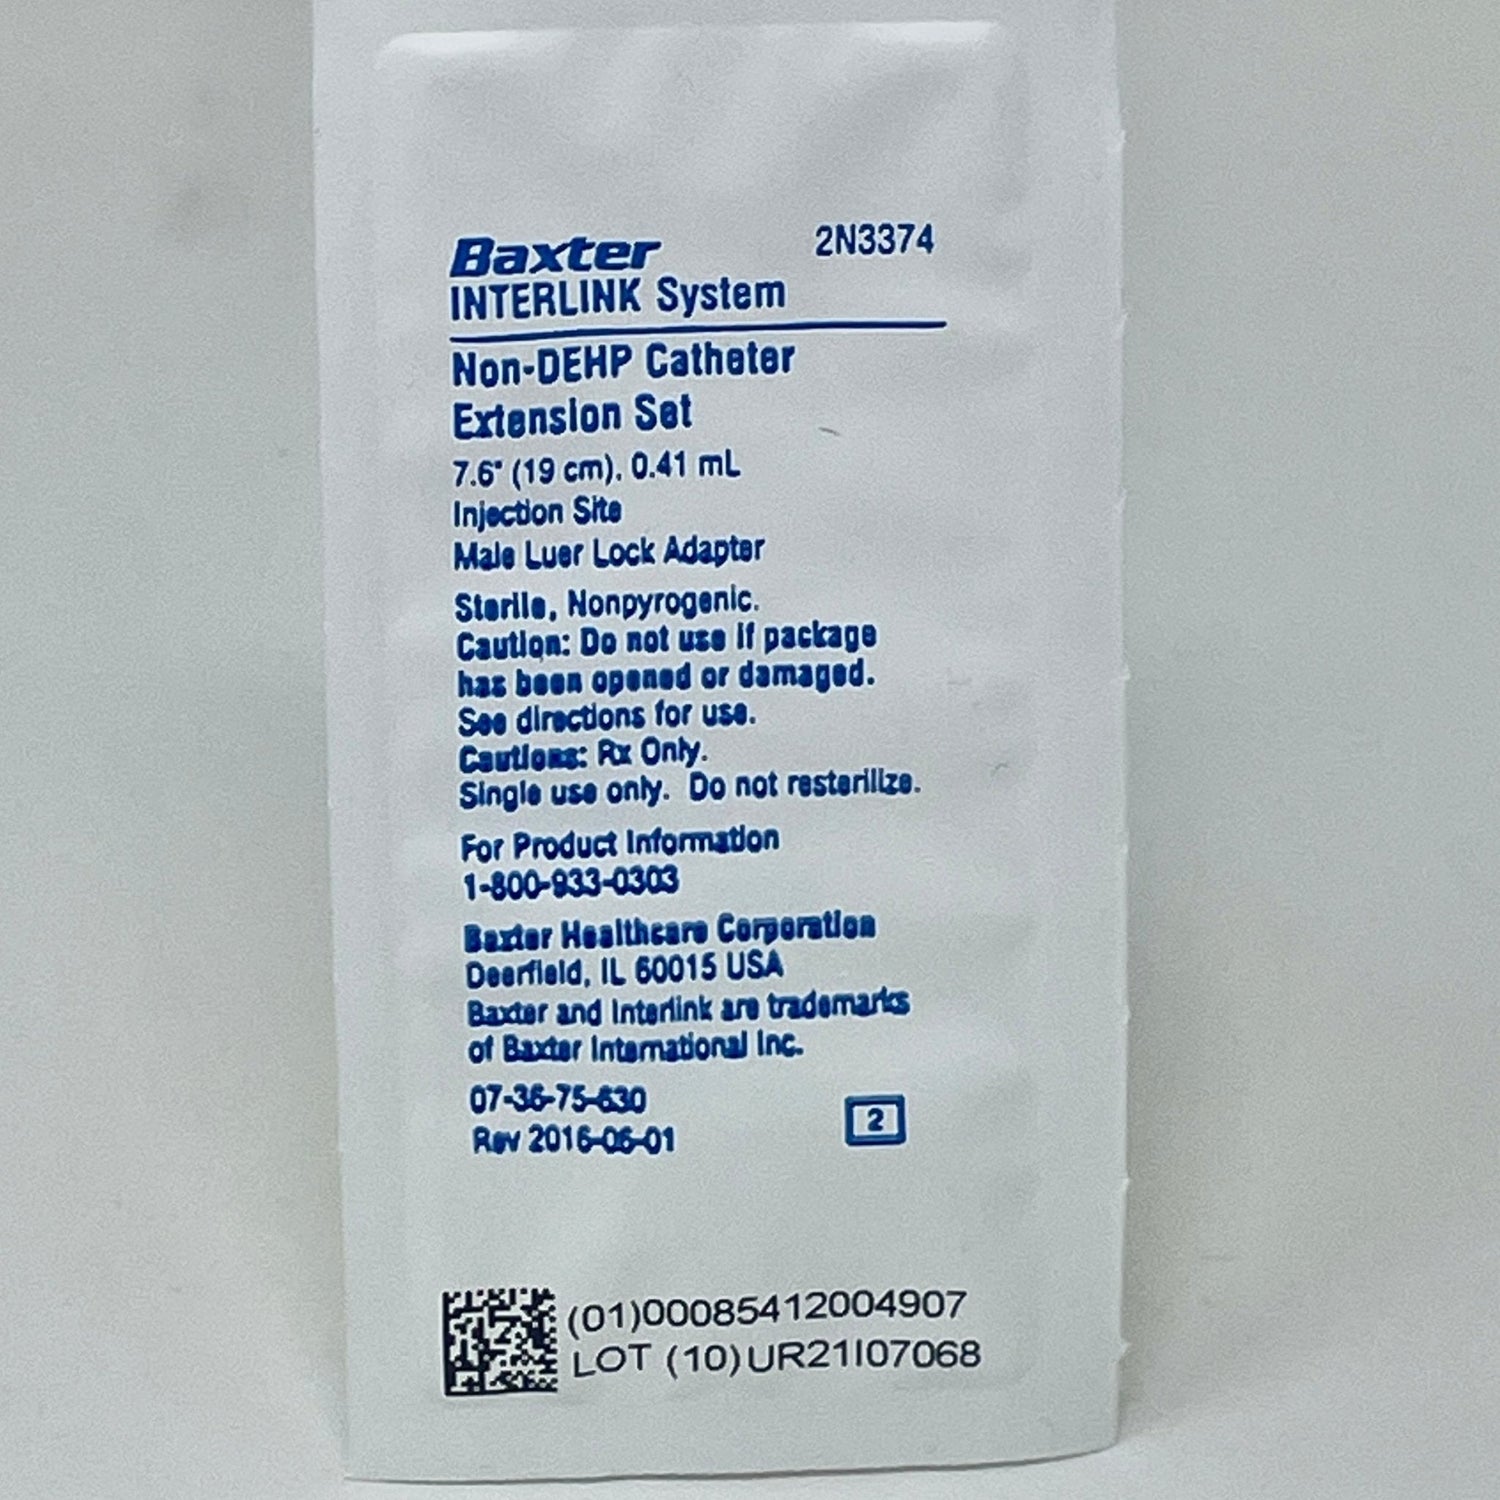 Baxter 2N3374
INTERLINK System
Non-DEHP Catheter
Extension Set
7.6" (19 cm), 0.41 mL
Injection Site
Male Luer Lock Adapter
Sterile, Nonpyrogenic.
Caution: Do not use if package
has been opened or damaged.
See directions for use.
Cautions: Rx Only.
Single use only. Do not resterilize.
For Product Information
1-800-933-0303
Baxter Healthcare Corporation
Deerfield, IL 60015 USA
Baxter and Interlink are trademarks
of Baxter International Inc.
07-36-75-630
Rev 2016-06-01
2
(01)00085412004907
LOT (10)UR21I07068